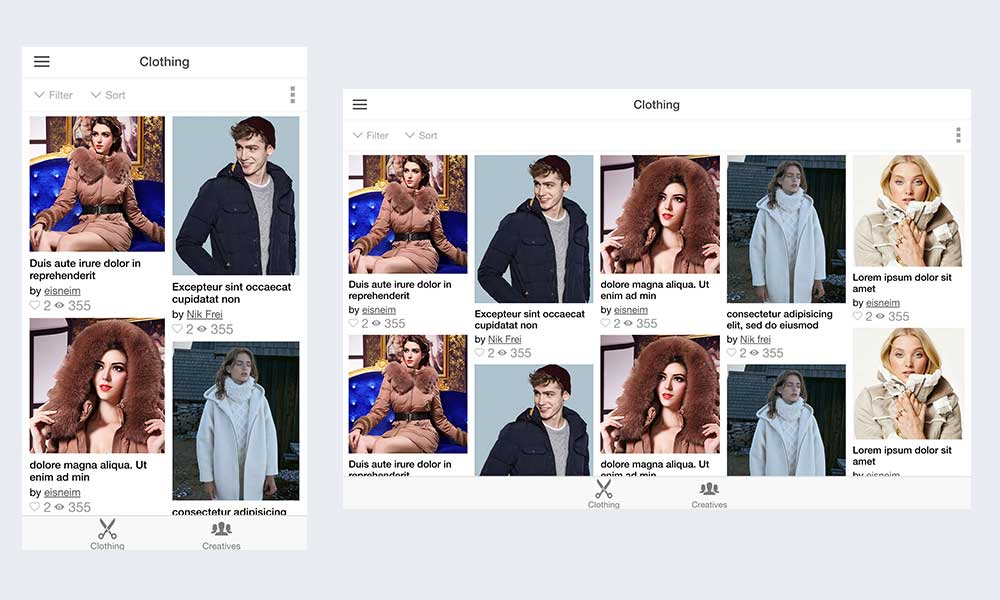 Clothing
Filter
Sort
Duis aute irure dolor in
reprehenderit
by eisneim
2 355
Excepteur sint occaecat
cupidatat non
by Nik Frei
2 355
dolore magna aliqua. Ut
enim ad min
by eisneim
2 355
consectetur adipisicing
Clothing
Creatives
Clothing
Filter
Sort
Duis aute irure dolor in
reprehenderit
by eisneim
2 355
Excepteur sint occaecat
cupidatat non
by Nik Frei
2 355
dolore magna aliqua. Ut
enim ad min
by eisneim
2 355
consectetur adipisicing
elit, sed do eiusmod
by Nik frei
2 355
Lorem ipsum dolor sit
amet
by eisneim
2 355
Duis aute irure dolor in
dolore magna aliqua. Ut
Lorem ipsum dolor sit
amet
by eisneim
Clothing
Creatives